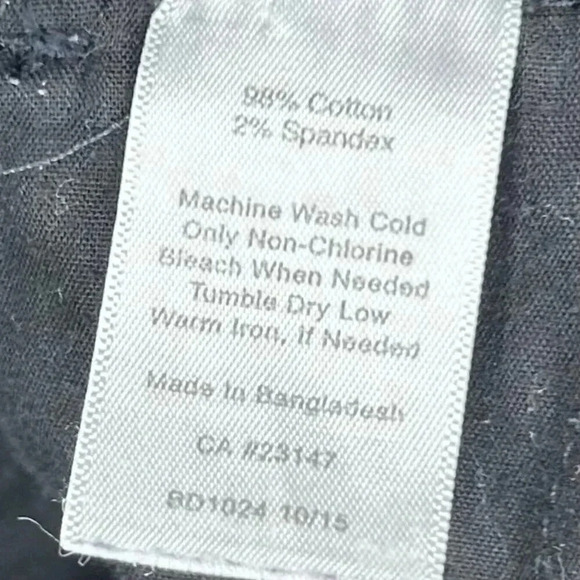 98% Cotton
2% Spandex
Machine Wash Cold
Only Non-Chlorine
Bleach When Needed
Tumble Dry Low
Warm Iron, if Needed
Made In Bangladesh
CA #23147
BD1024 10/15